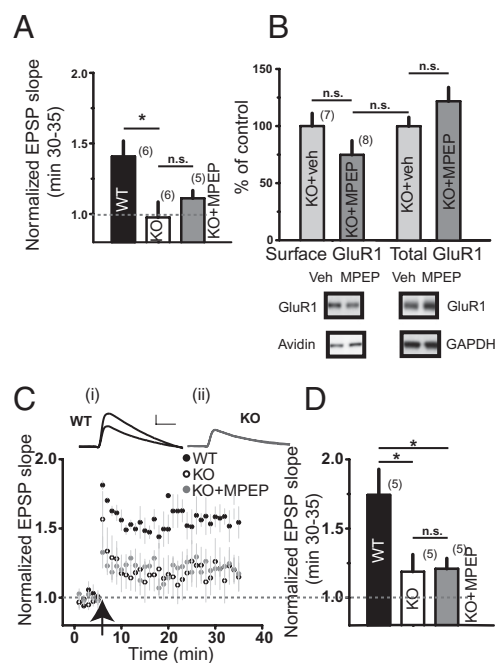 A
Normalized EPSP slope
(min 30-35)
2.0
1.5
1.0
*
n.s.
(6)
(6)
(5)
WT
KO
KO+MPEP
B
% of control
150
125
100
75
50
25
0
n.s.
n.s.
n.s.
(7)
(8)
KO+veh
KO+MPEP
KO+veh
KO+MPEP
Surface GluR1 Total GluR1
Veh MPEP Veh MPEP
GluR1 GluR1
Avidin GAPDH
C
(i) (ii)
WT KO
WT
KO
KO+MPEP
Normalized EPSP slope
2.0
1.5
1.0
0 10 20 30 40
Time (min)
D
Normalized EPSP slope
(min 30-35)
2.0
1.5
1.0
*
*
n.s.
(5)
(5)
(5)
WT
KO
KO+MPEP